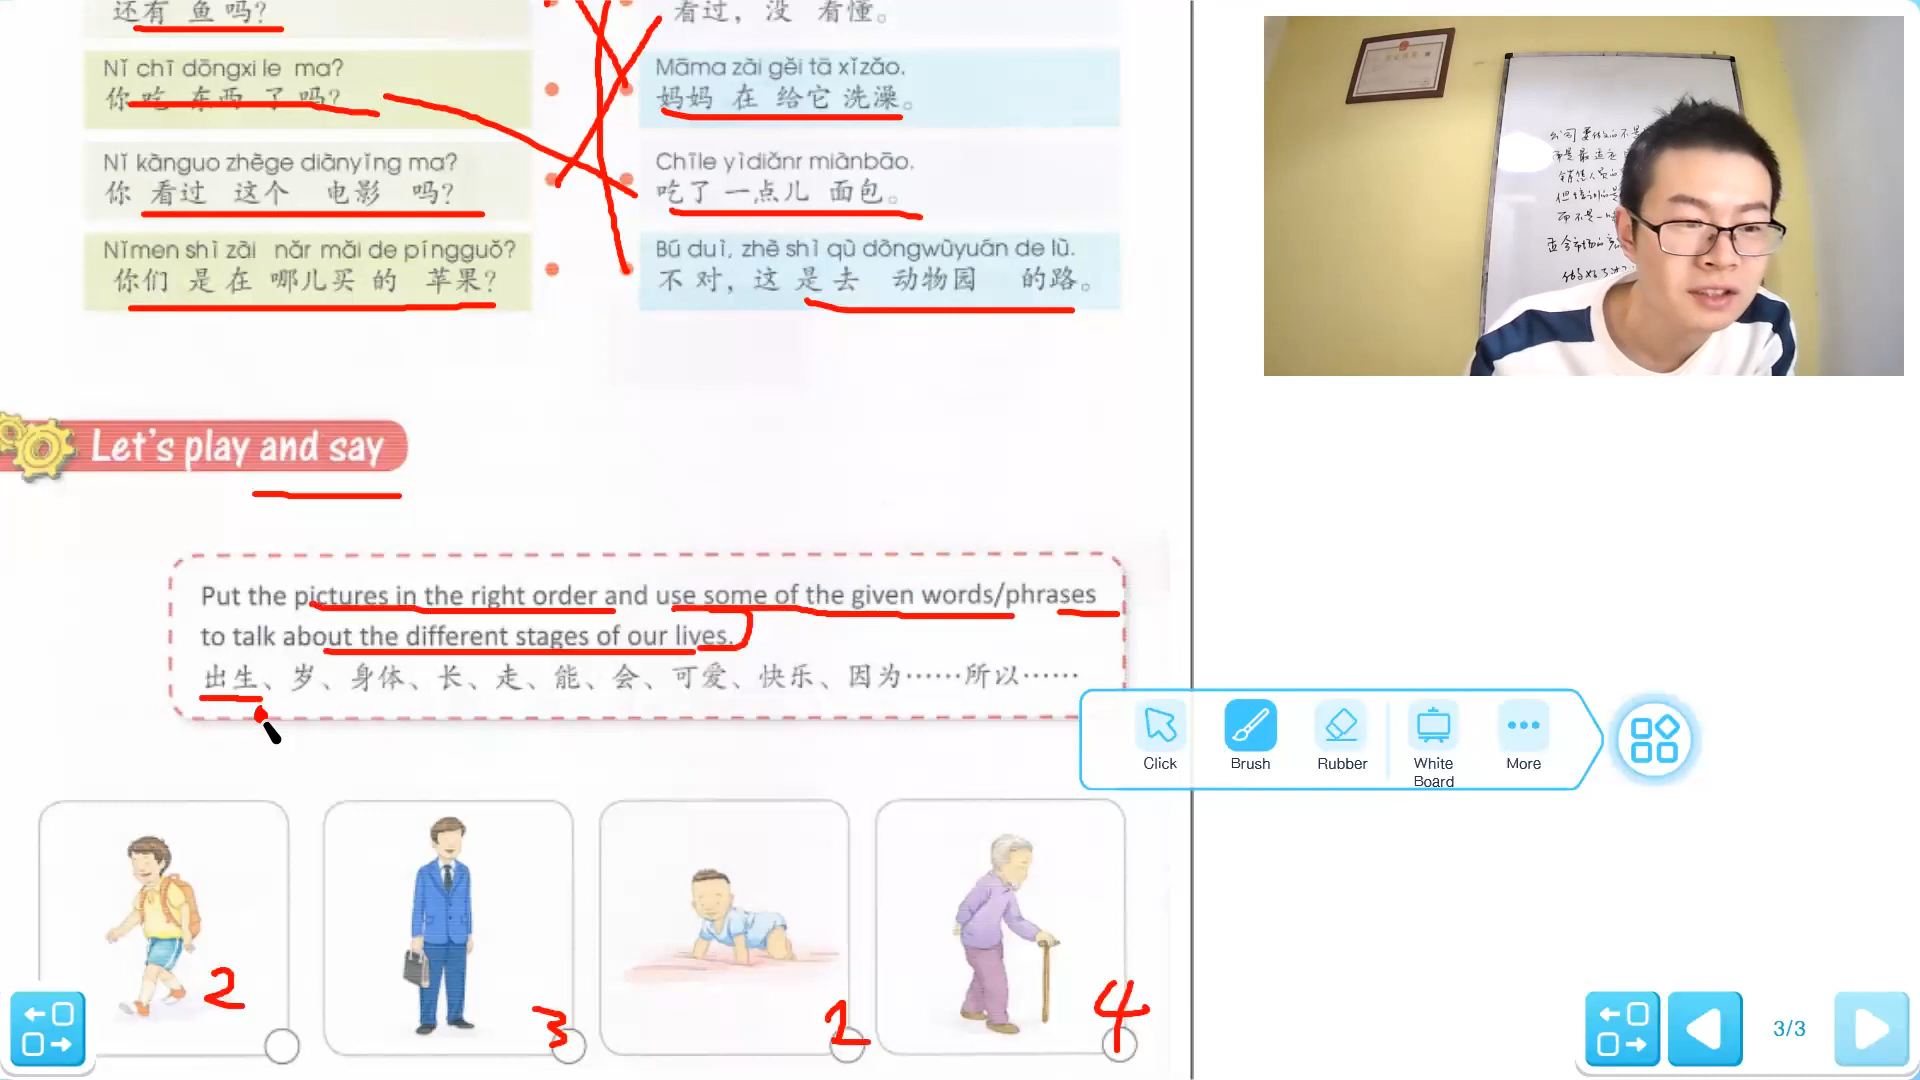 还有 鱼 吗?
看过，没 看懂。
Nǐ chī dōngxi le ma?
你 吃 东西 了 吗?
Māma zài gěi tā xǐzǎo.
妈妈 在 给它 洗澡。
Nǐ kànguo zhège diànyǐng ma?
你 看过 这个 电影 吗?
Chīle yìdiǎnr miànbāo.
吃了 一点儿 面包。
Nǐmen shì zài nǎr mǎi de píngguǒ?
你们 是 在 哪儿买 的 苹果?
Bú duì, zhè shì qù dòngwùyuán de lù.
不 对，这 是 去 动物园 的路。
Let's play and say
Put the pictures in the right order and use some of the given words/phrases
to talk about the different stages of our lives.
出生、岁、身体、长、走、能、会、可爱、快乐、因为……所以……
Click
Brush
Rubber
White
Board
More
2
3
1
4
3/3